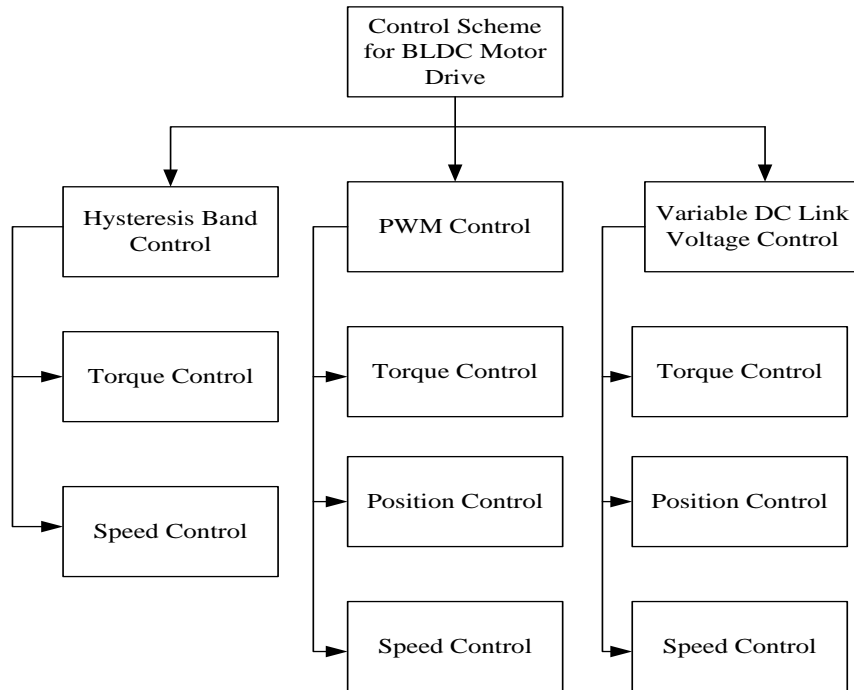 Control Scheme
for BLDC Motor
Drive
Hysteresis Band
Control
PWM Control
Variable DC Link
Voltage Control
Torque Control
Torque Control
Torque Control
Position Control
Position Control
Speed Control
Speed Control
Speed Control